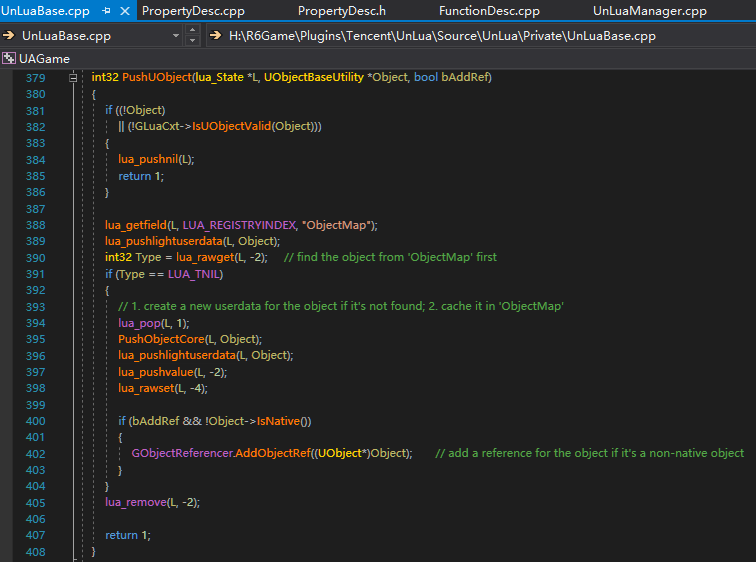 UnLuaBase.cpp PropertyDesc.cpp PropertyDesc.h FunctionDesc.cpp UnLuaManager.cpp
UnLuaBase.cpp H:\R6Game\Plugins\Tencent\UnLua\Source\UnLua\Private\UnLuaBase.cpp
UAGame
379 int32 PushUObject(lua_State *L, UObjectBaseUtility *Object, bool bAddRef)
380 {
381 if ((!Object)
382 || (!GLuaCxt->IsUObjectValid(Object)))
383 {
384 lua_pushnil(L);
385 return 1;
386 }
387
388 lua_getfield(L, LUA_REGISTRYINDEX, "ObjectMap");
389 lua_pushlightuserdata(L, Object);
390 int32 Type = lua_rawget(L, -2); // find the object from 'ObjectMap' first
391 if (Type == LUA_TNIL)
392 {
393 // 1. create a new userdata for the object if it's not found; 2. cache it in 'ObjectMap'
394 lua_pop(L, 1);
395 PushObjectCore(L, Object);
396 lua_pushlightuserdata(L, Object);
397 lua_pushvalue(L, -2);
398 lua_rawset(L, -4);
399
400 if (bAddRef && !Object->IsNative())
401 {
402 GObjectReferencer.AddObjectRef((UObject*)Object); // add a reference for the object if it's a non-native object
403 }
404 }
405 lua_remove(L, -2);
406
407 return 1;
408 }